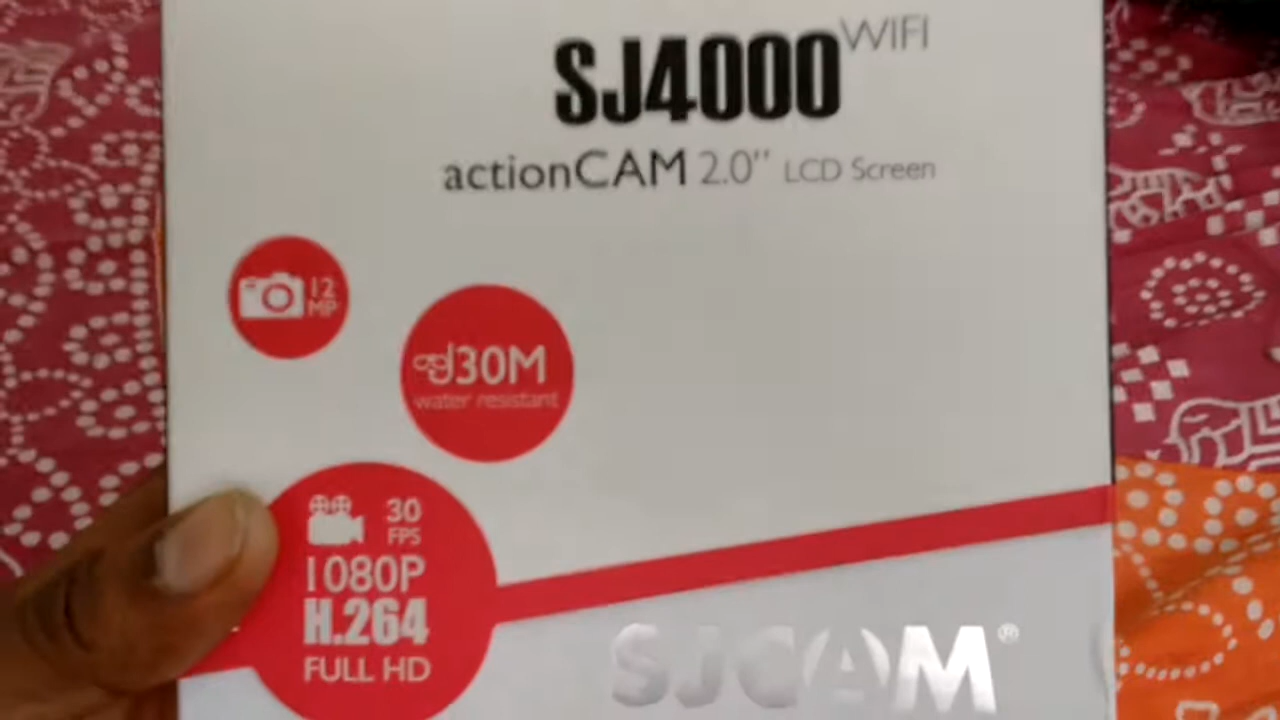 SJ4000 WIFI
actionCAM 2.0" LCD Screen
12
MP
30M
water resistant
30
FPS
1080P
H.264
FULL HD
SJCAM®